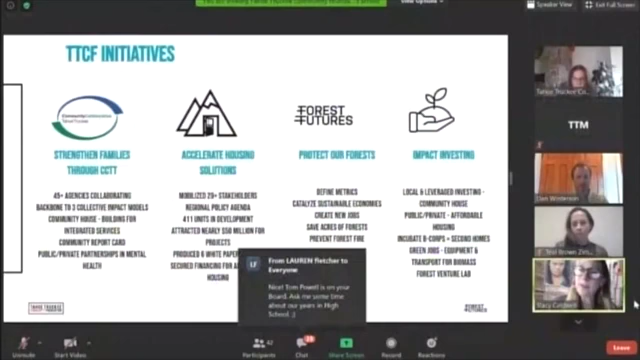 Speaker View
Exit Full Screen
TTCF INITIATIVES
CommunityCollaborative
STRENGTHEN FAMILIES
THROUGH CCTT
45+ AGENCIES COLLABORATING
BACKBONE TO 3 COLLECTIVE IMPACT MODELS
COMMUNITY HOUSE - BUILDING FOR
INTEGRATED SERVICES
COMMUNITY REPORT CARD
PUBLIC/PRIVATE PARTNERSHIPS IN MENTAL
HEALTH
ACCELERATE HOUSING
SOLUTIONS
MOBILIZED 25+ STAKEHOLDERS
REGIONAL POLICY AGENDA
411 UNITS IN DEVELOPMENT
ATTRACTED NEARLY $50 MILLION FOR
PROJECTS
PRODUCED 6 WHITE
SECURED FINANCING FOR
HOUSING
FOREST
FUTURES
PROTECT OUR FORESTS
DEFINE METRICS
CATALYZE SUSTAINABLE ECONOMIES
CREATE NEW JOBS
SAVE ACRES OF FORESTS
PREVENT FOREST FIRE
IMPACT INVESTING
LOCAL & LEVERAGED INVESTING -
COMMUNITY HOUSE
PUBLIC/PRIVATE - AFFORDABLE
HOUSING
INCUBATE B-CORPS + SECOND HOMES
GREEN JOBS - EQUIPMENT &
TRANSPORT FOR BIOMASS
FOREST VENTURE LAB
LF
From LAUREN fletcher to
Everyone
Neat Tom Powell is on your
Board. Ask me some time
about our years in High
School. ;)
FOREST
FUTURES
TTM
Unmute
Start Video
Participants
42
Chat
Share Screen
Record
Reactions
Leave